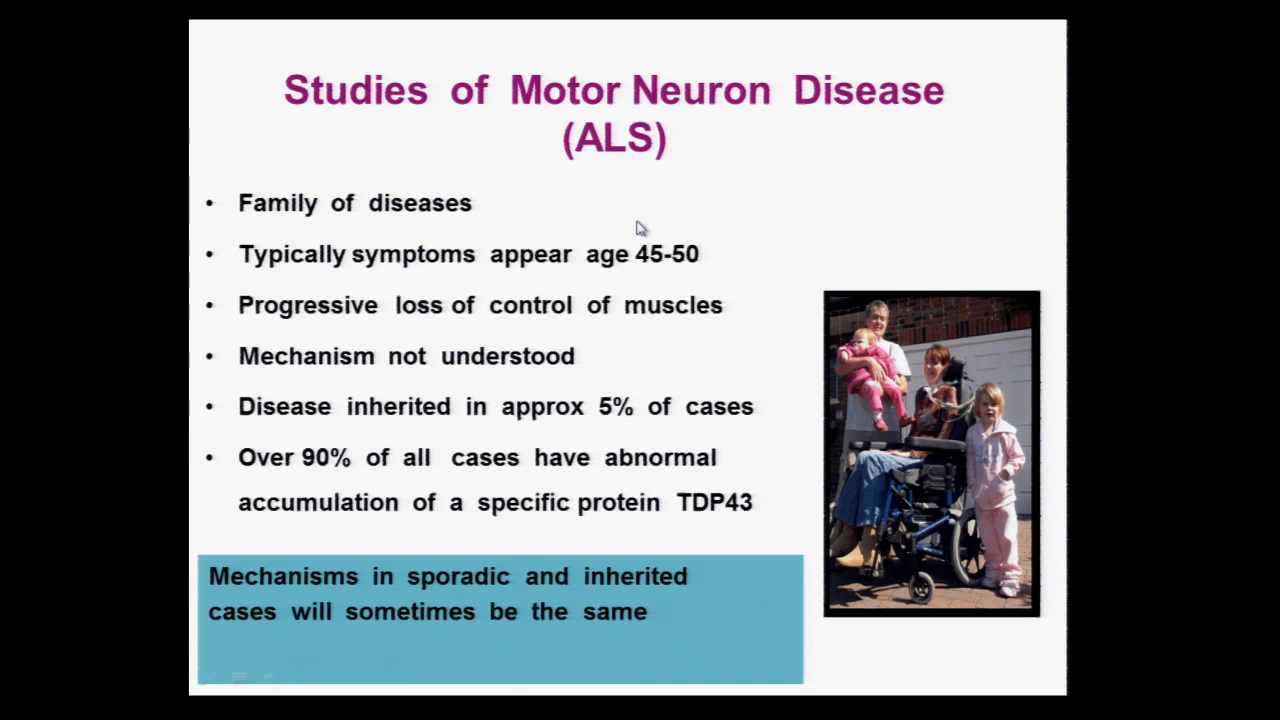 Studies of Motor Neuron Disease
(ALS)
• Family of diseases
• Typically symptoms appear age 45-50
• Progressive loss of control of muscles
• Mechanism not understood
• Disease inherited in approx 5% of cases
• Over 90% of all cases have abnormal
accumulation of a specific protein TDP43
Mechanisms in sporadic and inherited
cases will sometimes be the same